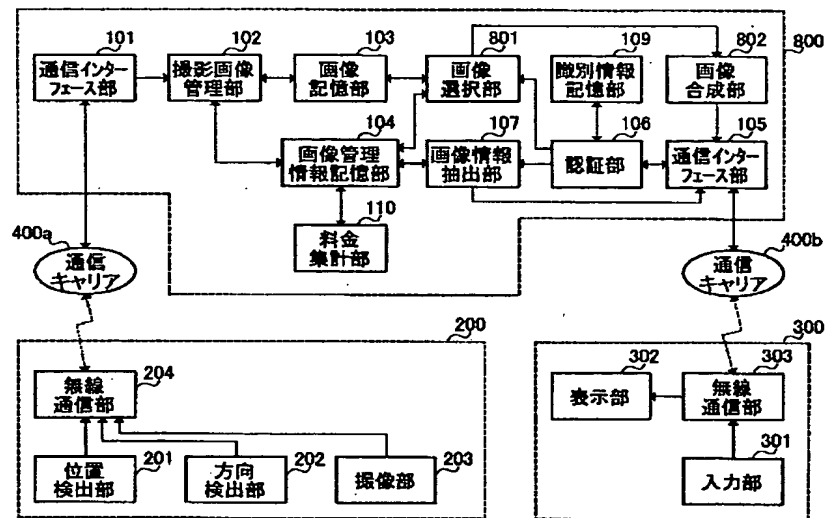 101
102
103
801
109
802
800
通信インター
フェース部
撮影画像
管理部
画像
記憶部
画像
選択部
識別情報
記憶部
画像
合成部
104
107
106
105
画像管理
情報記憶部
画像情報
抽出部
認証部
通信インター
フェース部
110
料金
集計部
400a
通信
キャリア
400b
通信
キャリア
200
204
無線
通信部
201
位置
検出部
202
方向
検出部
203
撮像部
300
302
表示部
303
無線
通信部
301
入力部